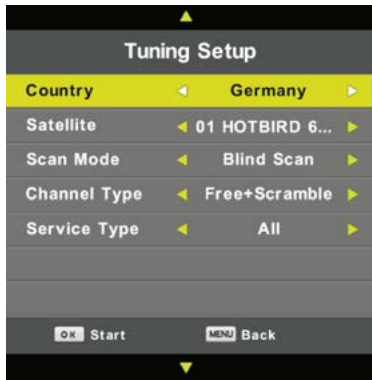 Tuning Setup
Country Germany
Satellite 01 HOTBIRD 6...
Scan Mode Blind Scan
Channel Type Free+Scramble
Service Type All
OK Start MENU Back